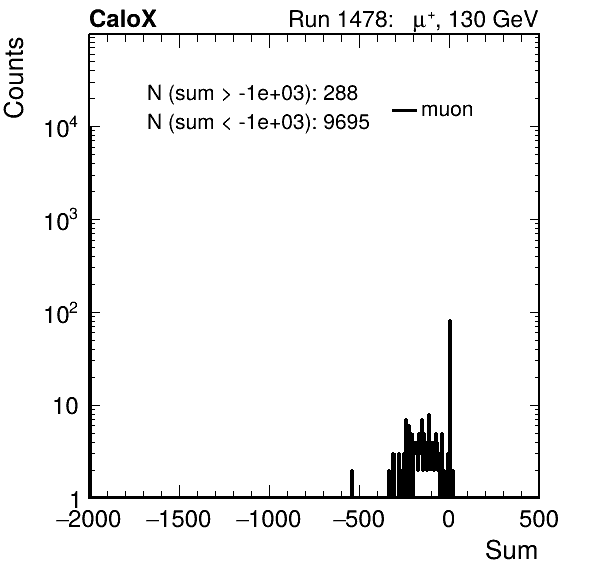 CaloX Run 1478: μ⁺, 130 GeV
Counts
N (sum > -1e+03): 288
N (sum < -1e+03): 9695
muon
10⁴
10³
10²
10
1
−2000 −1500 −1000 −500 0 500
Sum